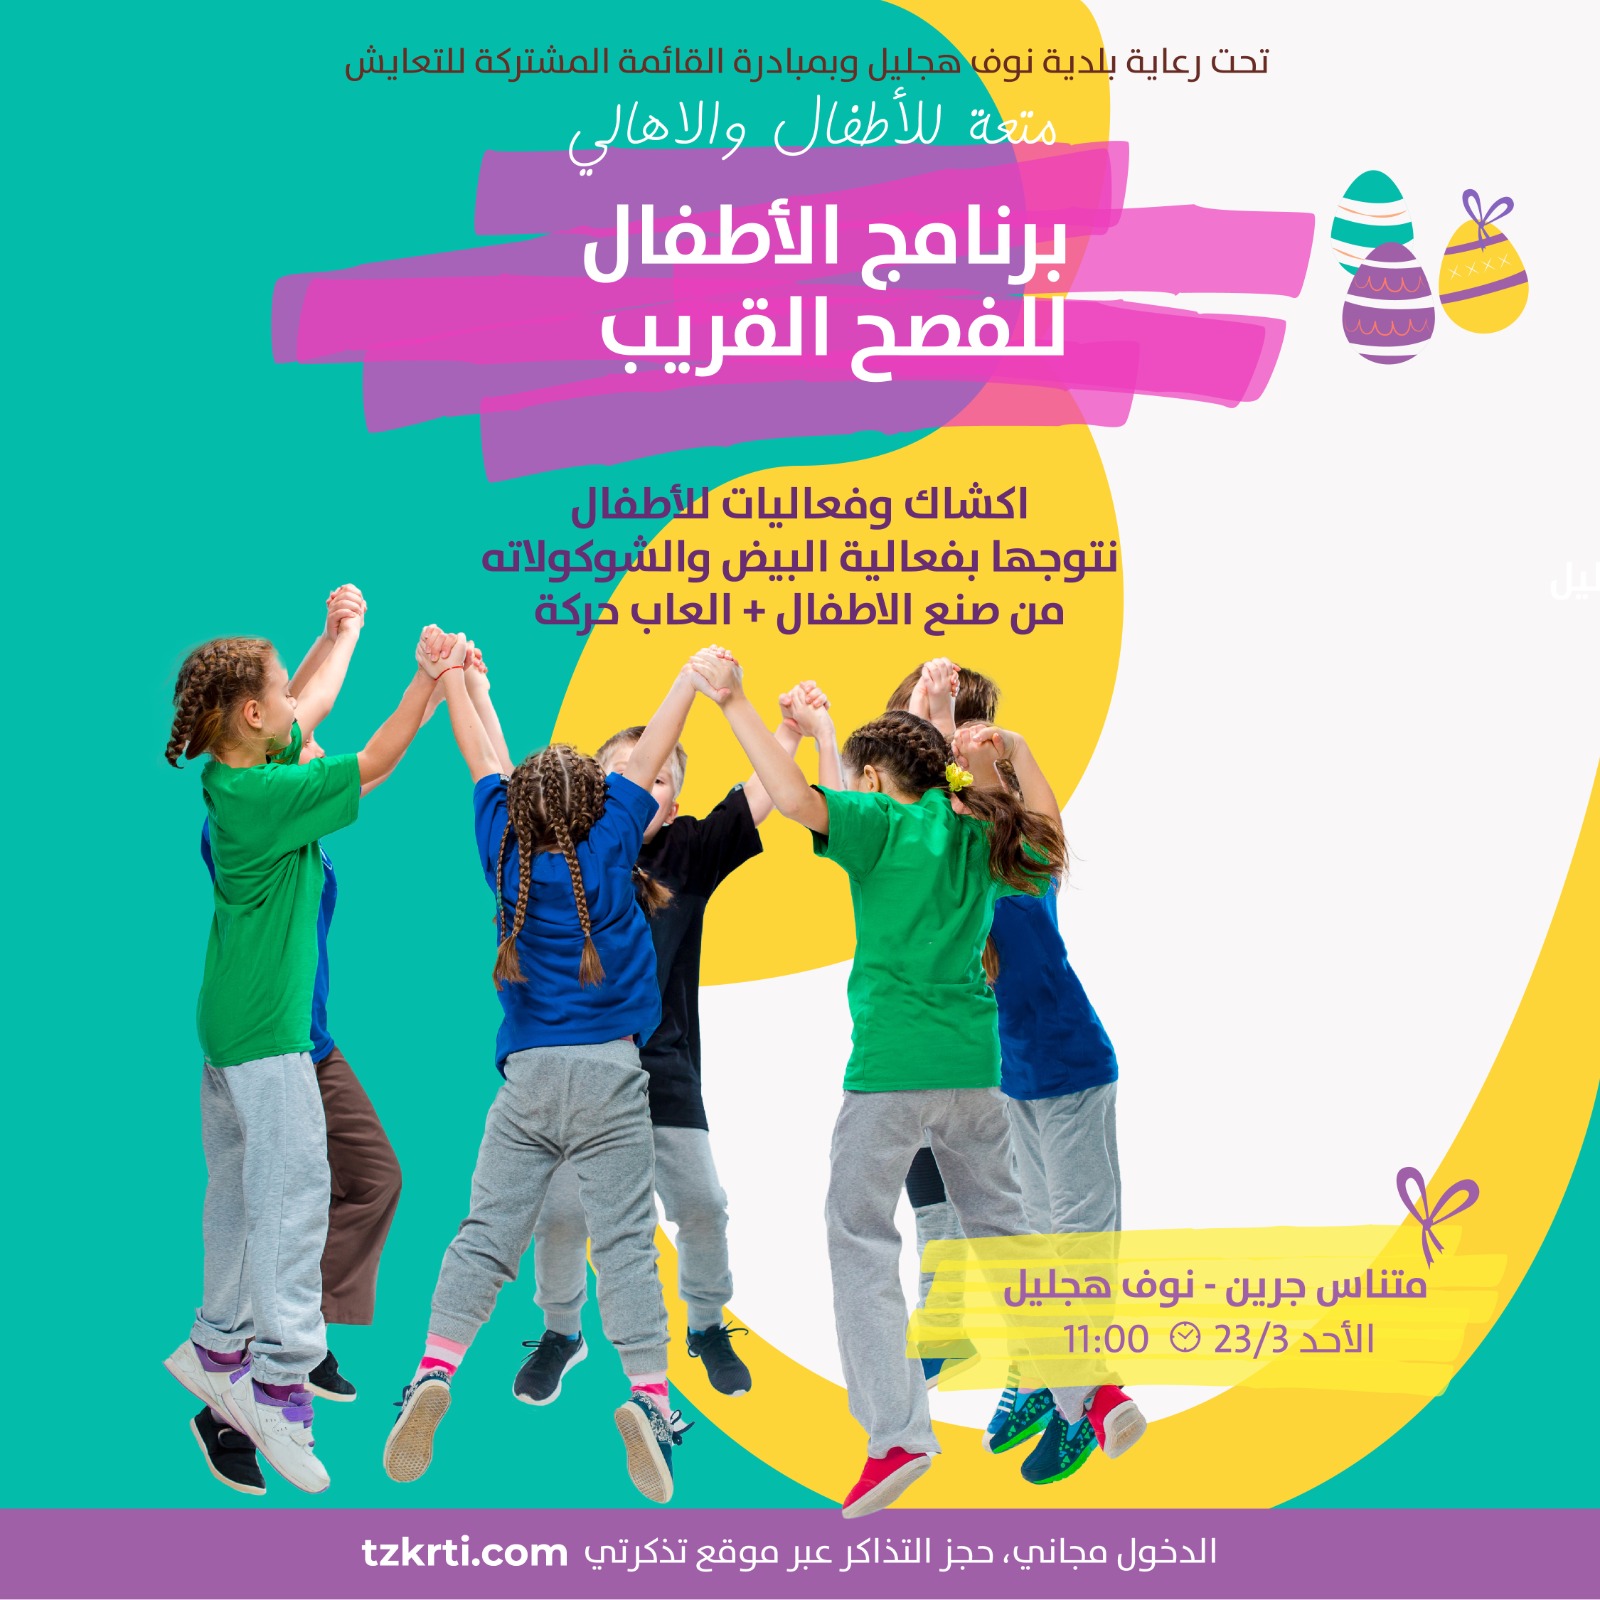 تحت رعاية بلدية نوف هجليل وبمبادرة القائمة المشتركة للتعايش
متعة للأطفال والاهالي
برنامج الأطفال
للفصح القريب
اكشاك وفعاليات للأطفال
نتوجها بفعالية البيض والشوكولاته
من صنع الاطفال + العاب حركة
متناس جرين - نوف هجليل
الأحد 23/3 11:00
الدخول مجاني، حجز التذاكر عبر موقع تذكرتي tzkrti.com